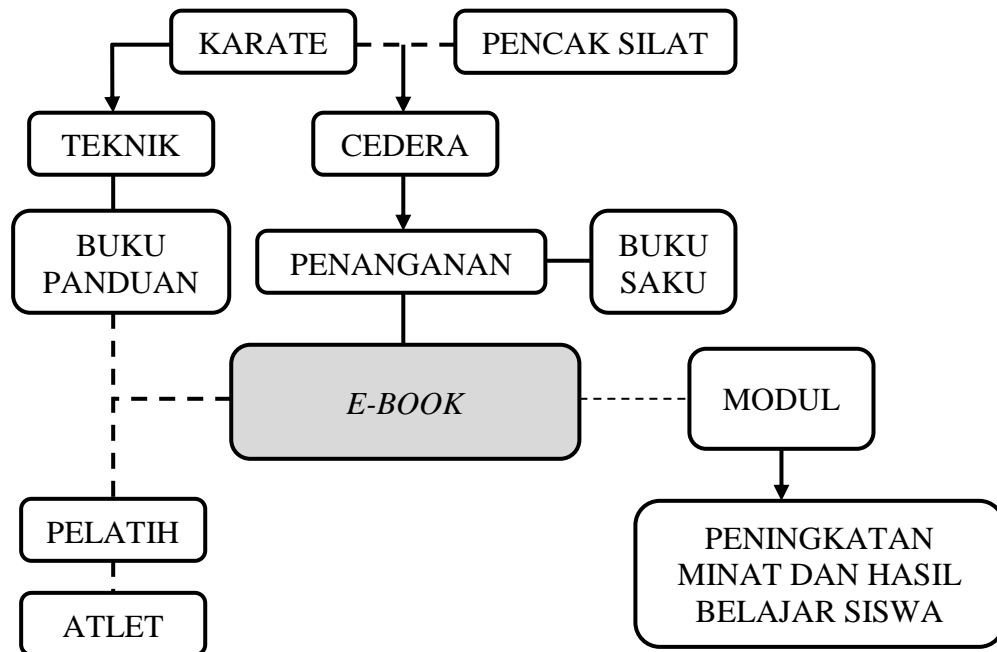 KARATE
PENCAK SILAT
TEKNIK
CEDERA
BUKU
PANDUAN
PENANGANAN
BUKU
SAKU
E-BOOK
MODUL
PELATIH
ATLET
PENINGKATAN
MINAT DAN HASIL
BELAJAR SISWA